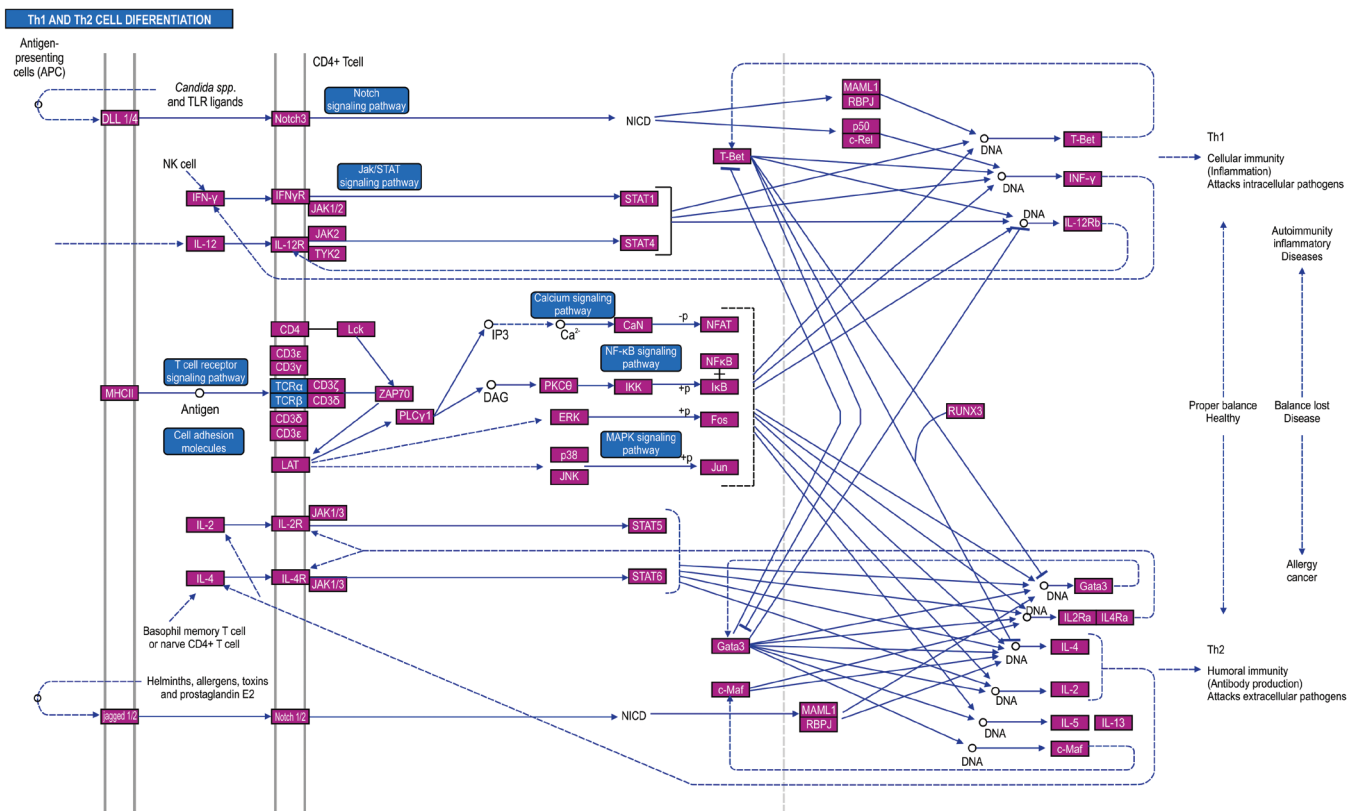 Th1 AND Th2 CELL DIFERENTIATION
Antigen-
presenting
cells (APC)
CD4+ Tcell
Candida spp.
and TLR ligands
Notch
signaling pathway
DLL 1/4
Notch3
NICD
MAML1
RBPJ
p50
c-Rel
DNA
T-Bet
T-Bet
Th1
Cellular immunity
(Inflammation)
Attacks intracellular pathogens
NK cell
Jak/STAT
signaling pathway
IFN-γ
IFNγR
JAK1/2
STAT1
DNA
INF-γ
IL-12
IL-12R
JAK2
TYK2
STAT4
DNA
IL-12Rb
Autoimmunity
inflammatory
Diseases
Calcium signaling
pathway
CD4
Lck
IP3
Ca2-
CaN
-p
NFAT
CD3ε
CD3γ
T cell receptor
signaling pathway
NF-κB signaling
pathway
NFκB
MHCII
Antigen
TCRα
CD3ζ
TCRβ
CD3δ
ZAP70
DAG
PKCθ
IKK
+p
IκB
PLCγ1
CD3δ
CD3ε
ERK
+p
Fos
RUNX3
Proper balance
Healthy
Balance lost
Disease
Cell adhesion
molecules
MAPK signaling
pathway
LAT
p38
JNK
+p
Jun
IL-2
IL-2R
JAK1/3
STAT5
IL-4
IL-4R
JAK1/3
STAT6
Allergy
cancer
DNA
Gata3
DNA
IL2Ra
IL4Ra
Basophil memory T cell
or narve CD4+ T cell
Gata3
DNA
IL-4
Th2
Humoral immunity
(Antibody production)
Attacks extracellular pathogens
Helminths, allergens, toxins
and prostaglandin E2
c-Maf
DNA
IL-2
jagged 1/2
Notch 1/2
NICD
MAML1
RBPJ
DNA
IL-5
IL-13
DNA
c-Maf